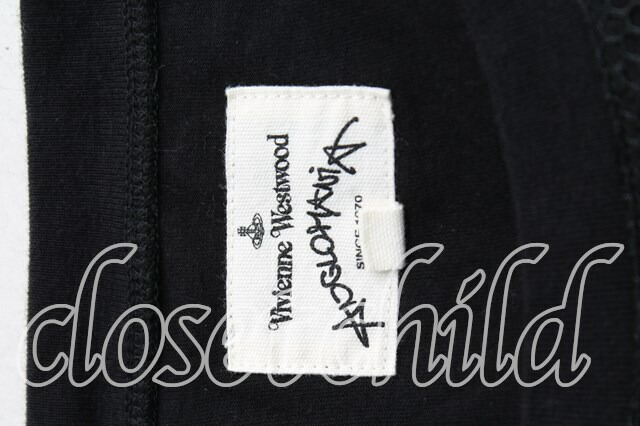 Vivienne Westwood
ANGLOMANIA
SINCE 1970
closetchild